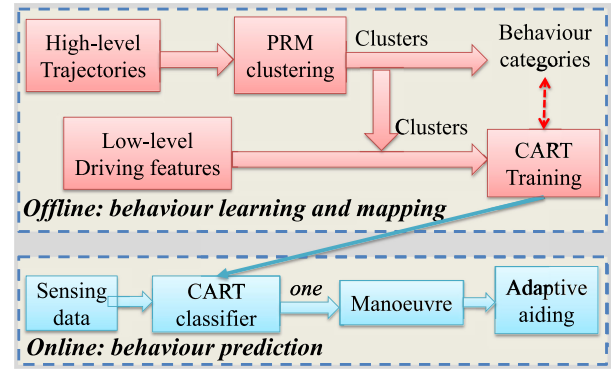 High-level
Trajectories
PRM
clustering
Clusters
Behaviour
categories
Clusters
Low-level
Driving features
CART
Training
Offline: behaviour learning and mapping
Sensing
data
CART
classifier
one
Manoeuvre
Adaptive
aiding
Online: behaviour prediction